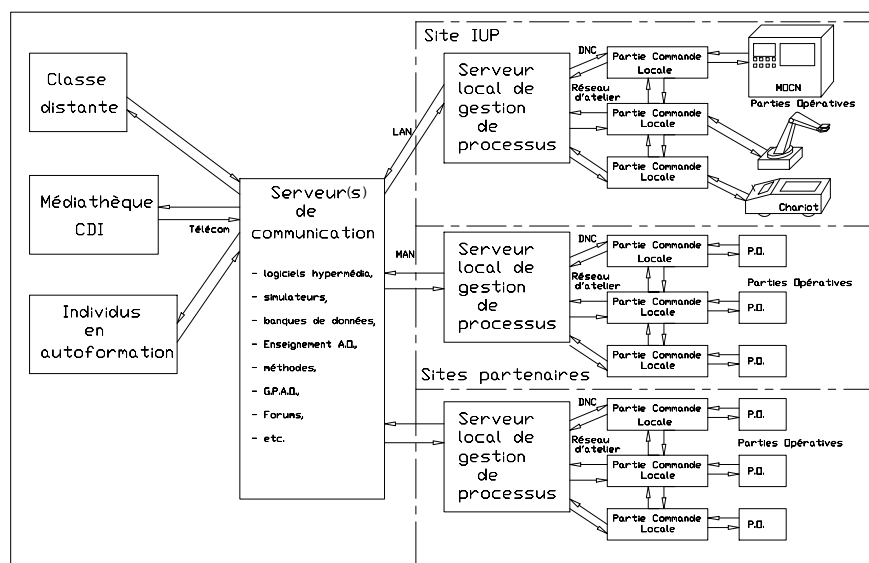 Classe
distante
Médiathèque
CDI
Télécom
Individus
en
autoformation
Serveur(s)
de
communication
- logiciels hypermédia,
- simulateurs,
- banques de données,
- Enseignement A.O.,
- méthodes,
- G.P.A.O.,
- Forums,
- etc.
LAN
MAN
Site IUP
Serveur
local de
gestion
de
processus
DNC
Réseau
d'atelier
Partie Commande
Locale
Partie Commande
Locale
Partie Commande
Locale
MOCN
Parties Opératives
Chariot
Serveur
local de
gestion
de
processus
DNC
Réseau
d'atelier
Partie Commande
Locale
Partie Commande
Locale
Partie Commande
Locale
P.O.
Parties Opératives
P.O.
P.O.
Sites partenaires
Serveur
local de
gestion
de
processus
DNC
Réseau
d'atelier
Partie Commande
Locale
Partie Commande
Locale
Partie Commande
Locale
P.O.
Parties Opératives
P.O.
P.O.